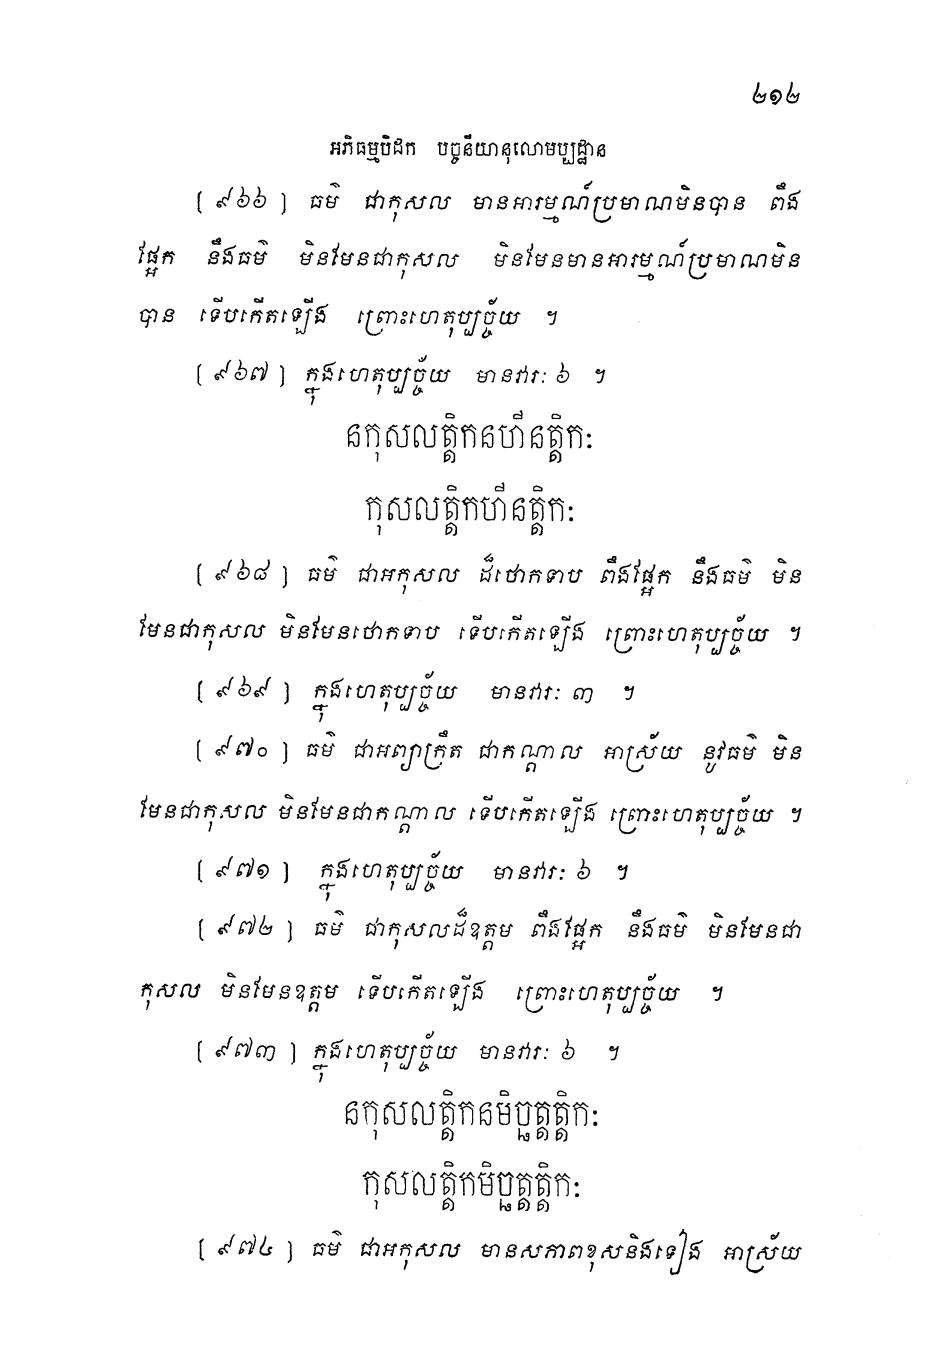 ២១២
អភិធម្មបិដក បច្ចនីយានុលោមប្បដ្ឋាន
[ ៩៦៦ ] ធម៌ ជាកុសល មានអារម្មណ៍ប្រមាណមិនបាន ពឹង
ផ្អែក នឹងធម៌ មិនមែនជាកុសល មិនមែនមានអារម្មណ៍ប្រមាណមិន
បាន ទើបកើតឡើង ព្រោះហេតុប្បច្ច័យ ។
[ ៩៦៧ ] ក្នុងហេតុប្បច្ច័យ មានវារៈ ៦ ។
នកុសលត្តិកនហីនត្តិកៈ
កុសលត្តិកហីនត្តិកៈ
[ ៩៦៨ ] ធម៌ ជាអកុសល ដ៏ថោកទាប ពឹងផ្អែក នឹងធម៌ មិន
មែនជាកុសល មិនមែនថោកទាប ទើបកើតឡើង ព្រោះហេតុប្បច្ច័យ ។
[ ៩៦៩ ] ក្នុងហេតុប្បច្ច័យ មានវារៈ ៣ ។
[ ៩៧០ ] ធម៌ ជាអព្យាក្រឹត ជាកណ្តាល អាស្រ័យ នូវធម៌ មិន
មែនជាកុសល មិនមែនជាកណ្តាល ទើបកើតឡើង ព្រោះហេតុប្បច្ច័យ ។
[ ៩៧១ ] ក្នុងហេតុប្បច្ច័យ មានវារៈ ៦ ។
[ ៩៧២ ] ធម៌ ជាកុសលដ៏ឧត្តម ពឹងផ្អែក នឹងធម៌ មិនមែនជា
កុសល មិនមែនឧត្តម ទើបកើតឡើង ព្រោះហេតុប្បច្ច័យ ។
[ ៩៧៣ ] ក្នុងហេតុប្បច្ច័យ មានវារៈ ៦ ។
នកុសលត្តិកនមិច្ឆត្តត្តិកៈ
កុសលត្តិកមិច្ឆត្តត្តិកៈ
[ ៩៧៤ ] ធម៌ ជាអកុសល មានសភាពខុសនិងទៀង អាស្រ័យ